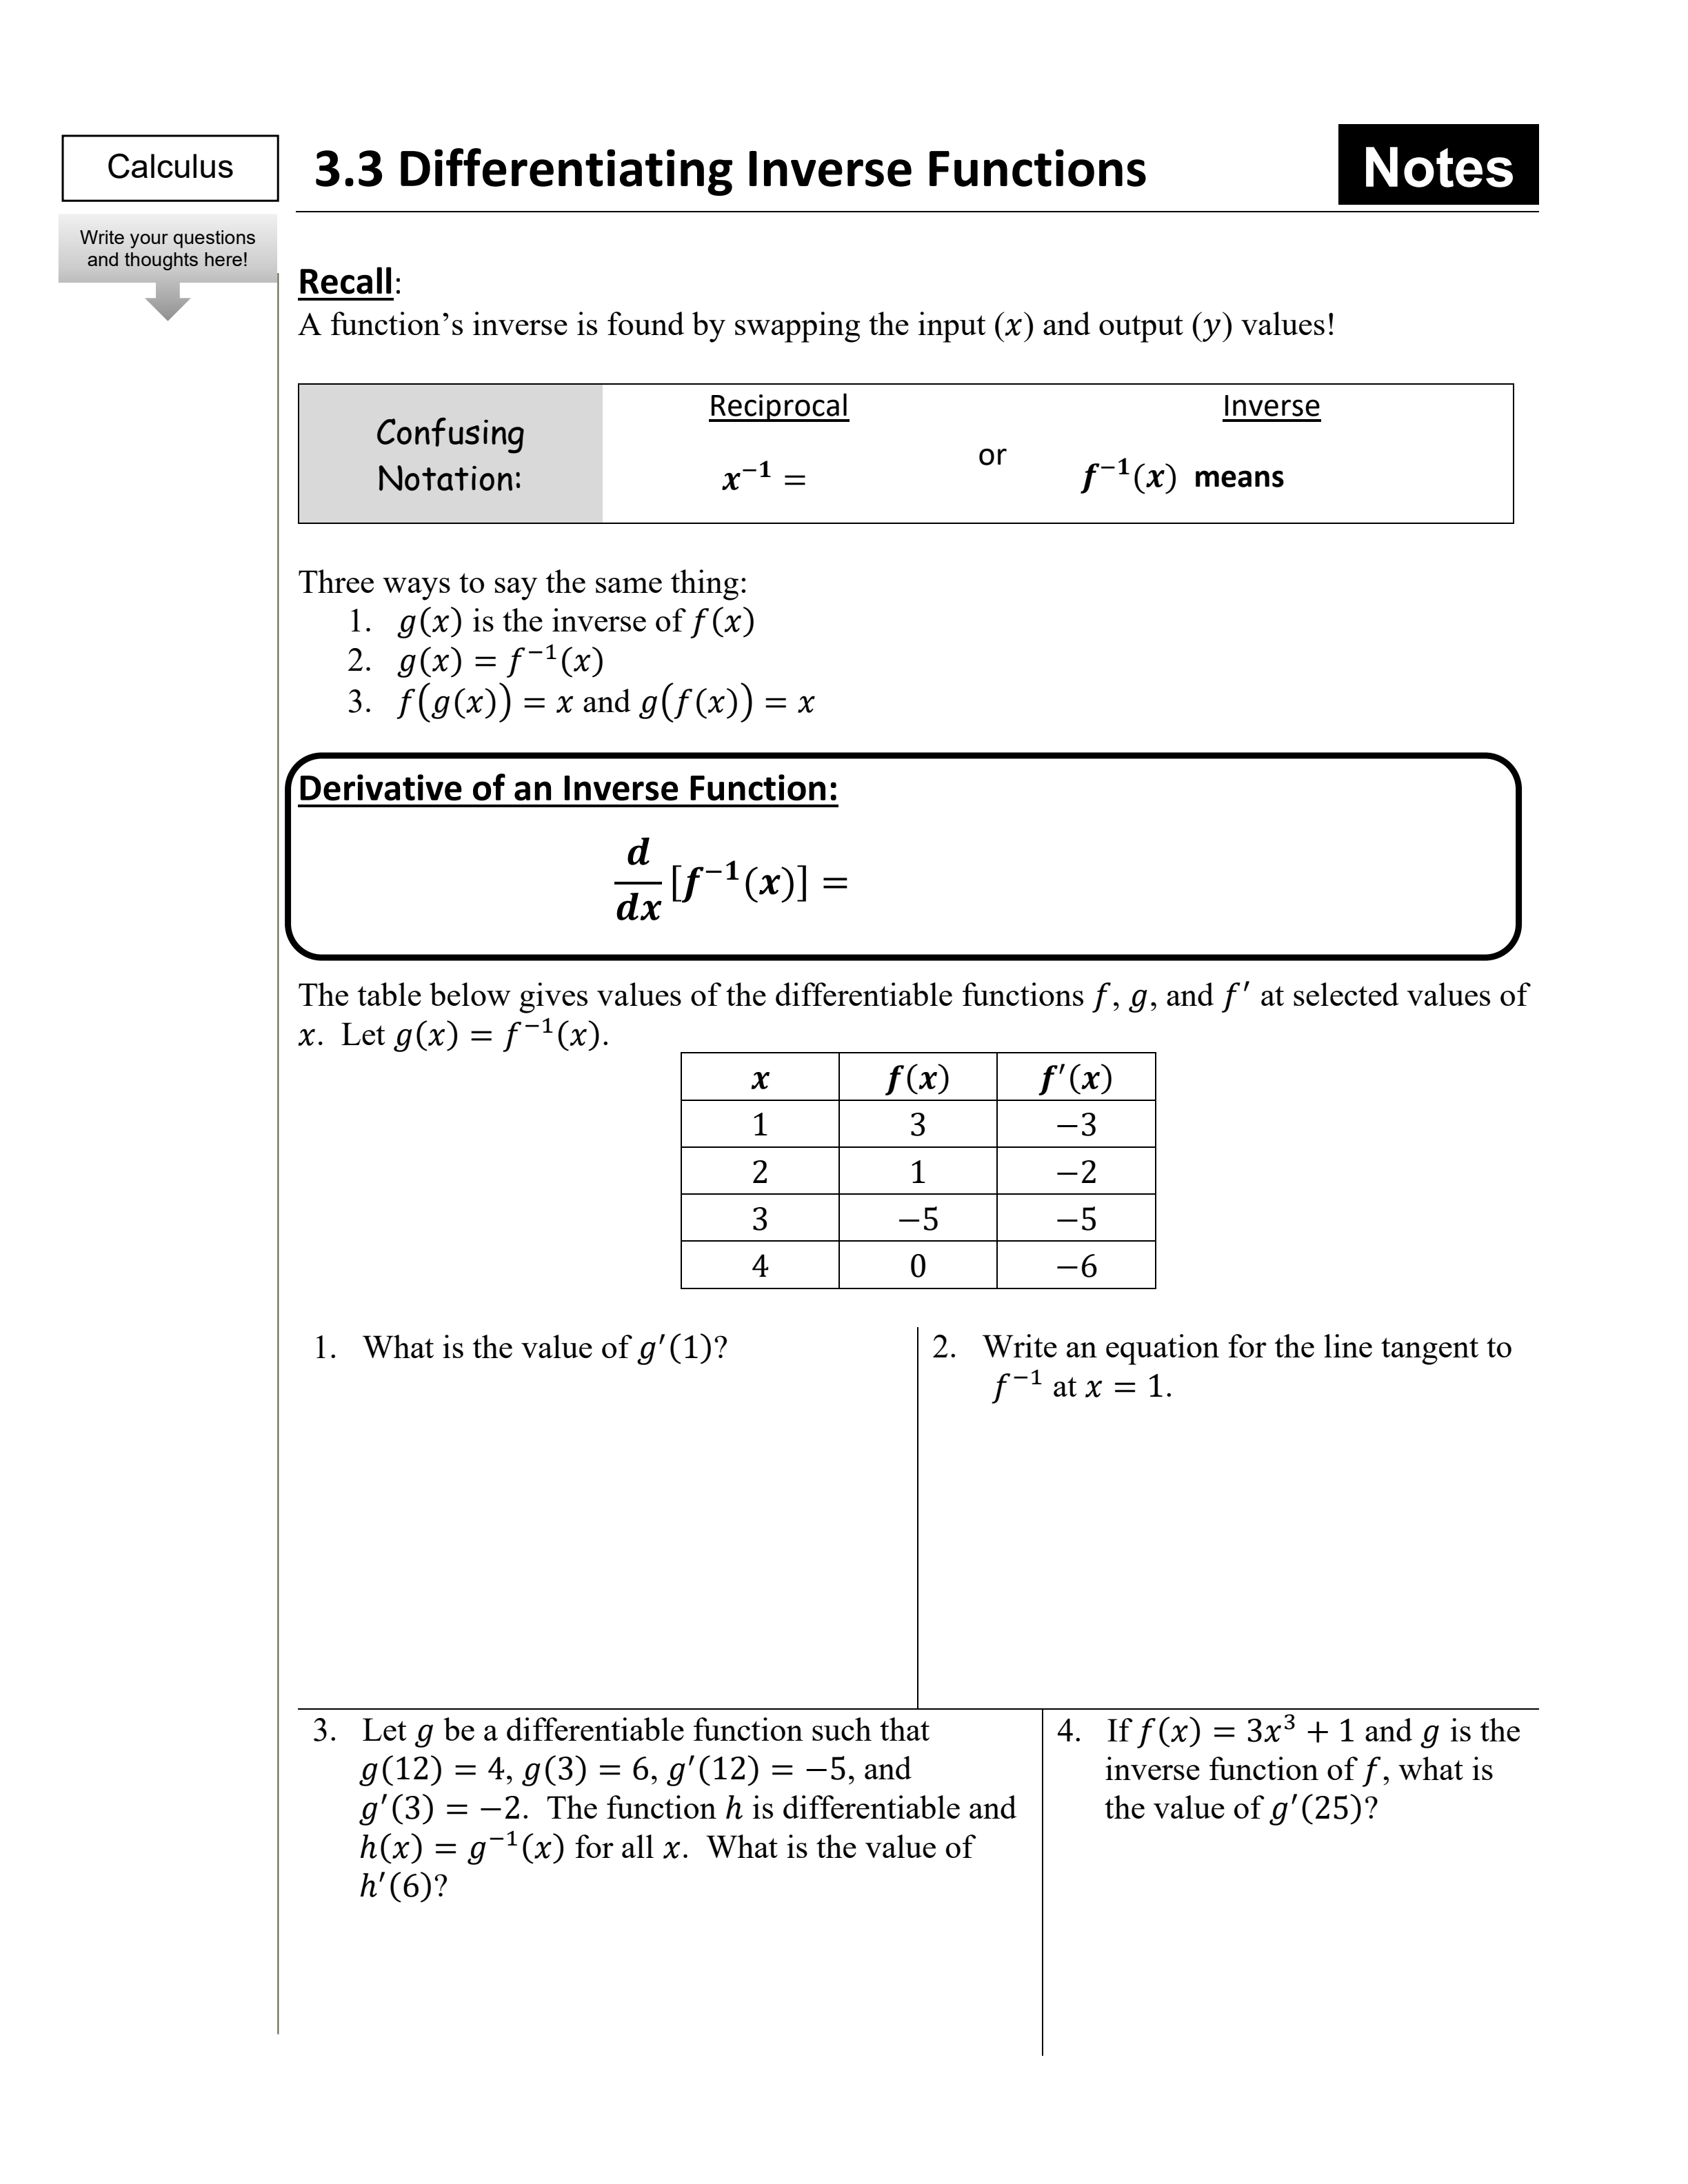 Calculus
3.3 Differentiating Inverse Functions
Notes
Write your questions
and thoughts here!
Recall:
A function’s inverse is found by swapping the input (x) and output (y) values!
Confusing
Notation:
Reciprocal
x⁻¹ =
or
Inverse
f⁻¹(x) means
Three ways to say the same thing:
1. g(x) is the inverse of f(x)
2. g(x) = f⁻¹(x)
3. f(g(x)) = x and g(f(x)) = x
Derivative of an Inverse Function:
d/dx [f⁻¹(x)] =
The table below gives values of the differentiable functions f, g, and f′ at selected values of
x. Let g(x) = f⁻¹(x).
x f(x) f′(x)
1 3 −3
2 1 −2
3 −5 −5
4 0 −6
1. What is the value of g′(1)?
2. Write an equation for the line tangent to
f⁻¹ at x = 1.
3. Let g be a differentiable function such that
g(12) = 4, g(3) = 6, g′(12) = −5, and
g′(3) = −2. The function h is differentiable and
h(x) = g⁻¹(x) for all x. What is the value of
h′(6)?
4. If f(x) = 3x³ + 1 and g is the
inverse function of f, what is
the value of g′(25)?